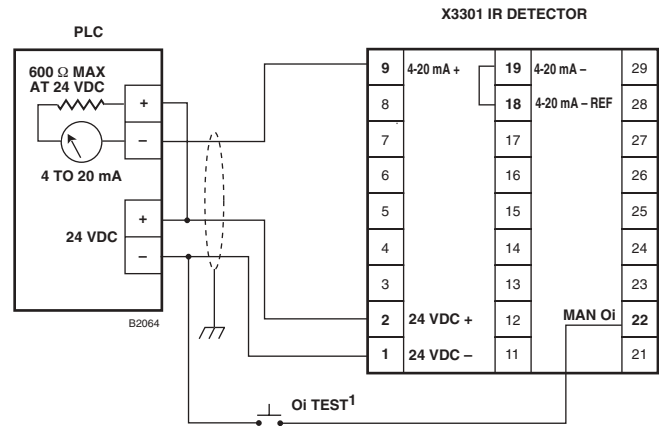 X3301 IR DETECTOR
PLC
600 Ω MAX
AT 24 VDC
+
–
4 TO 20 mA
+
–
24 VDC
B2064
9 4-20 mA + 19 4-20 mA – 29
8 18 4-20 mA – REF 28
7 17 27
6 16 26
5 15 25
4 14 24
3 13 23
2 24 VDC + 12 MAN Oi 22
1 24 VDC – 11 21
Oi TEST1